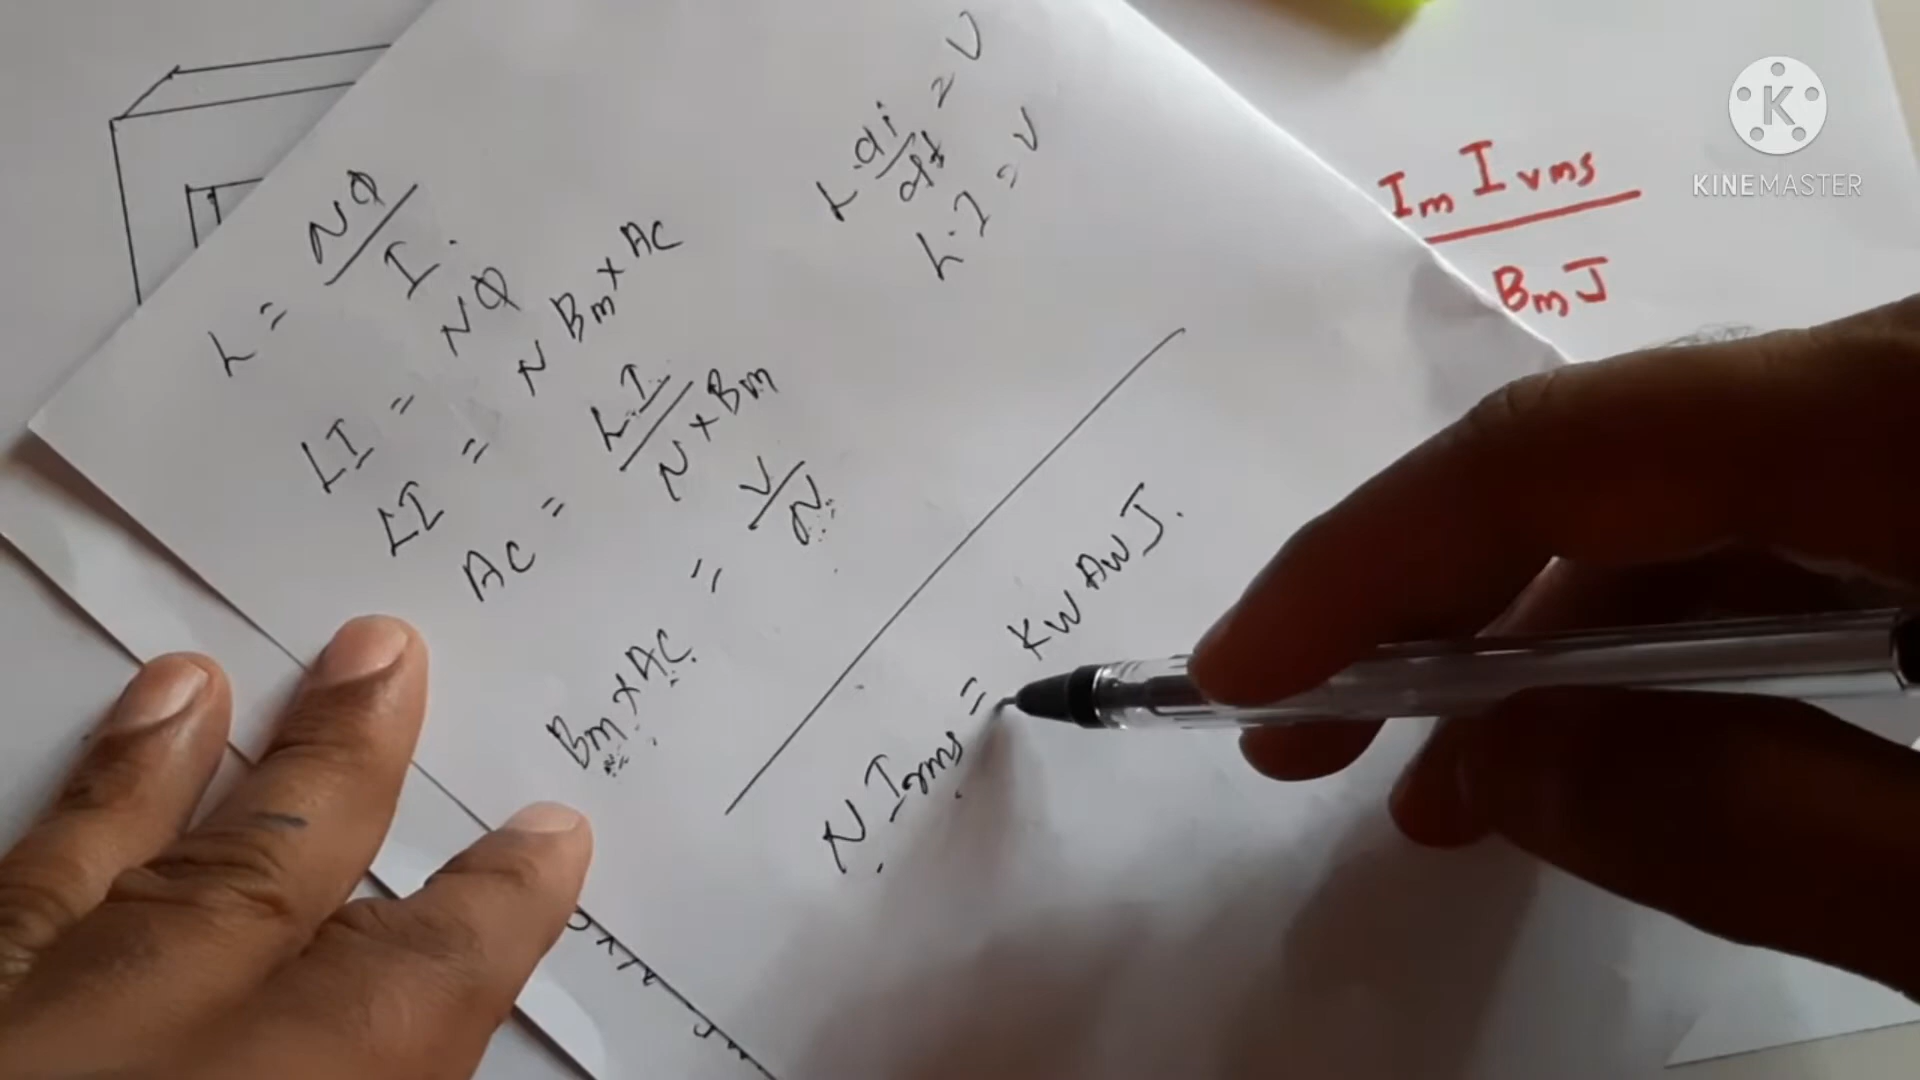 L = NΦ/I
LI = NΦ
LI = N Bm × Ac
Ac = LI/N × Bm
Bm × Ac = V/N
L · di/dt = V
L · I = V
N Irms = Kw Aw J.
Im Irms
Bm J
KINEMASTER